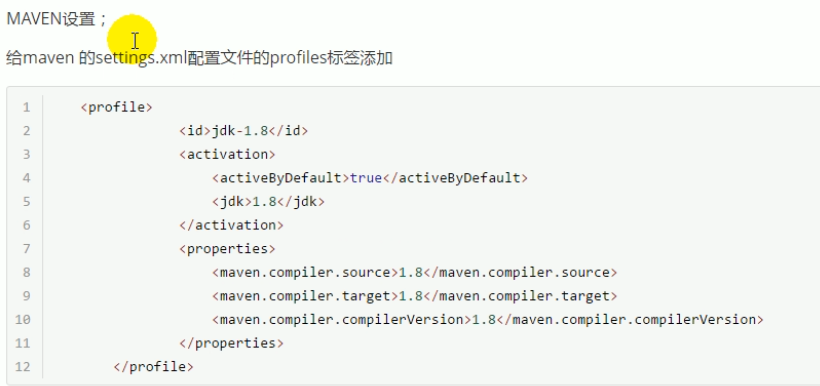 MAVEN设置；
给maven 的settings.xml配置文件的profiles标签添加
1 <profile>
2 <id>jdk-1.8</id>
3 <activation>
4 <activeByDefault>true</activeByDefault>
5 <jdk>1.8</jdk>
6 </activation>
7 <properties>
8 <maven.compiler.source>1.8</maven.compiler.source>
9 <maven.compiler.target>1.8</maven.compiler.target>
10 <maven.compiler.compilerVersion>1.8</maven.compiler.compilerVersion>
11 </properties>
12 </profile>